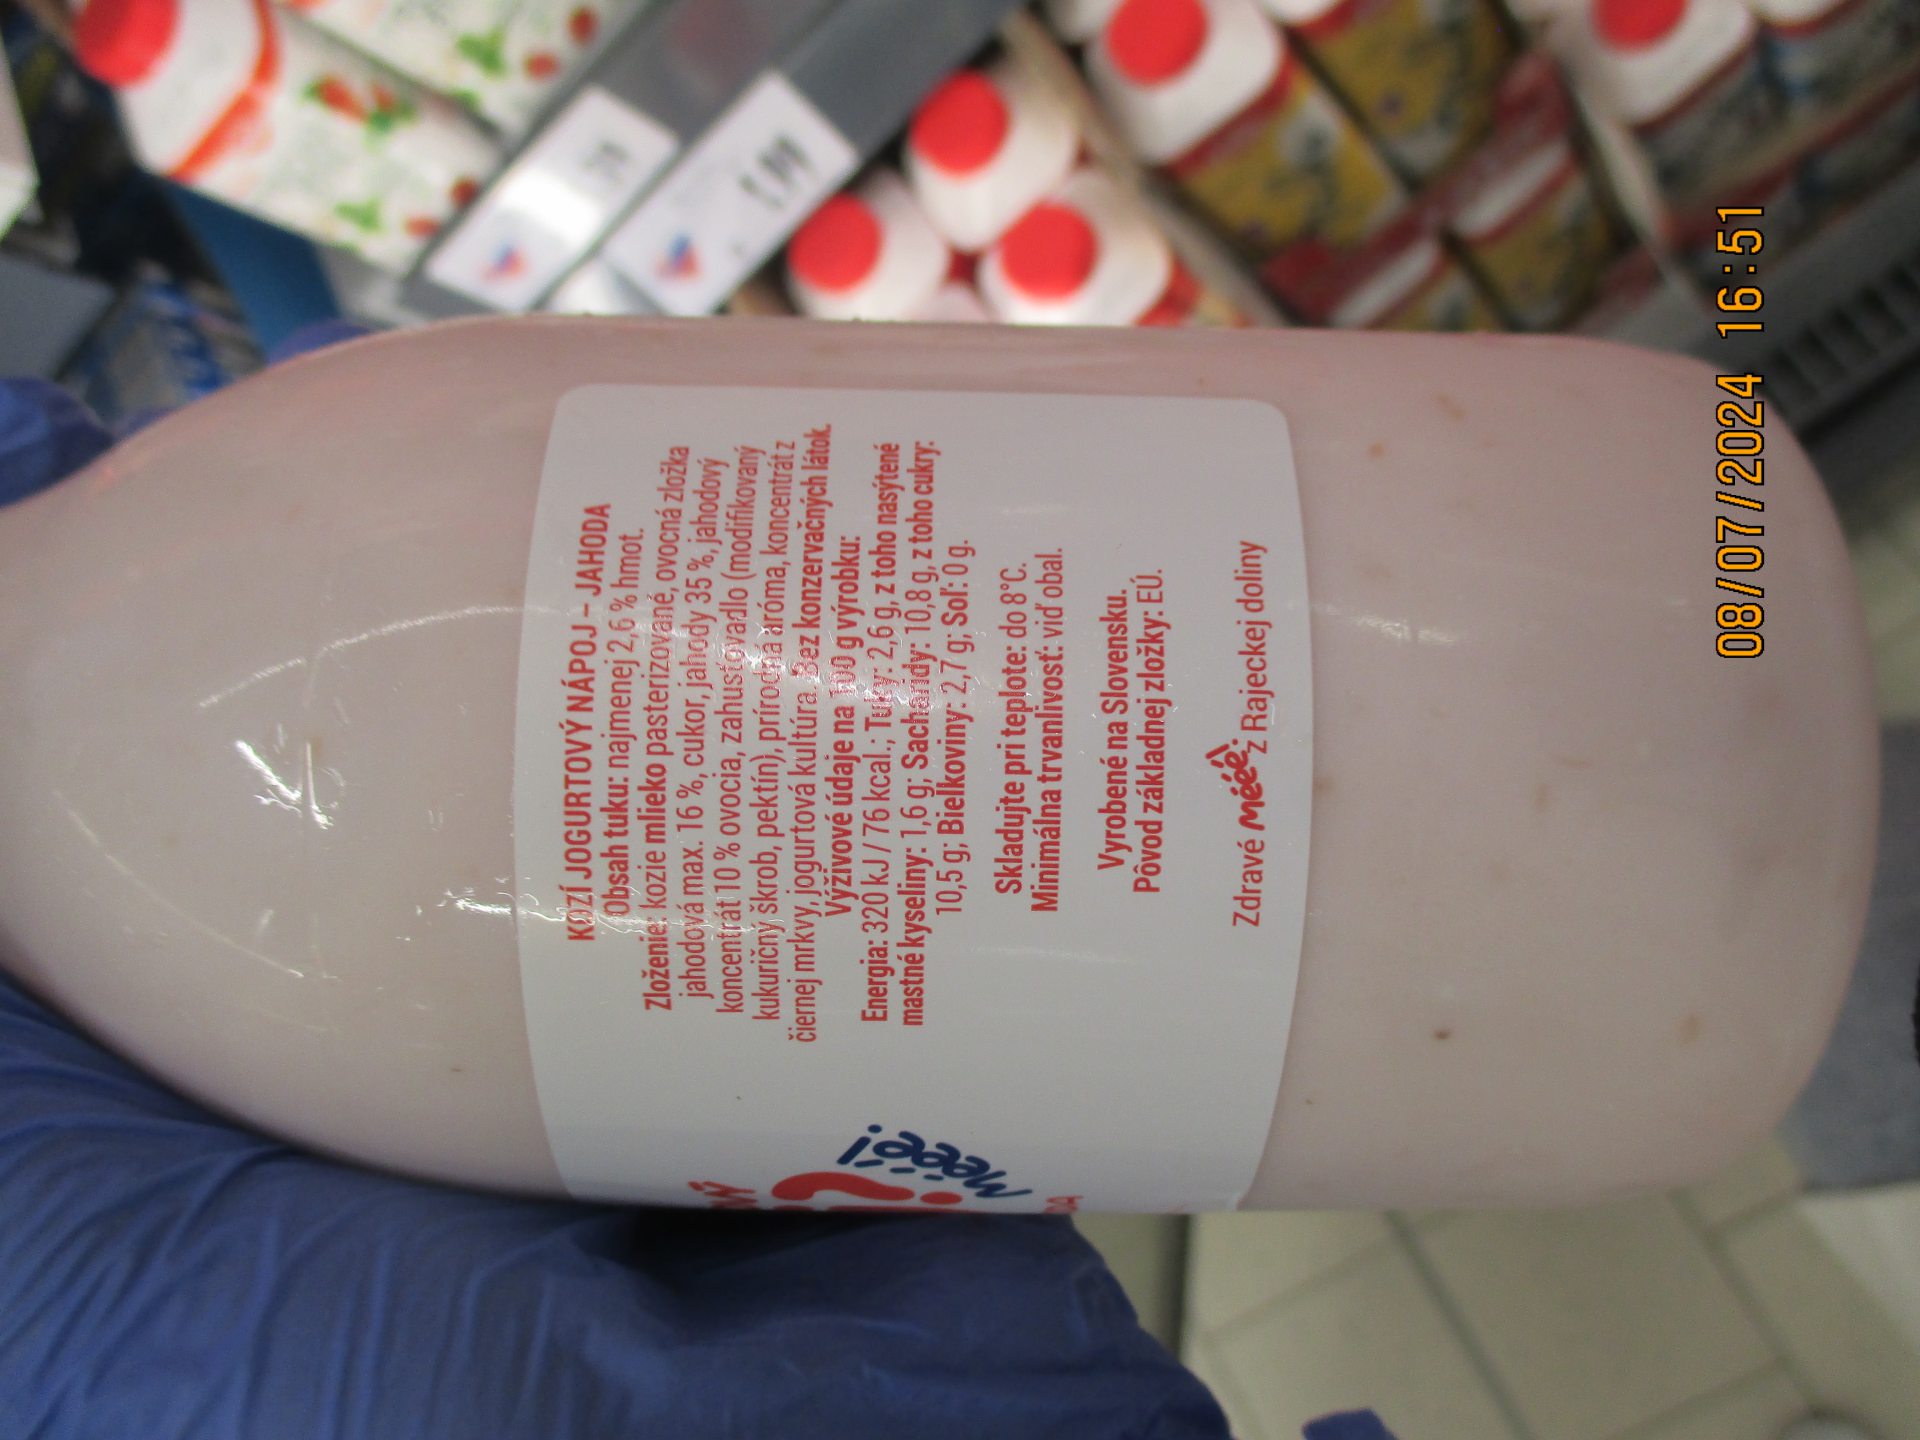 KOZÍ JOGURTOVÝ NÁPOJ – JAHODA
Obsah tuku: najmenej 2,6 % hmot.
Zloženie: kozie mlieko pasterizované, ovocná zložka
jahodová max. 16 %, cukor, jahody 35 %, jahodový
koncentrát 10 % ovocia, zahusťovadlo (modifikovaný
kukuričný škrob, pektín), prírodná aróma, koncentrát z
čiernej mrkvy, jogurtová kultúra. Bez konzervačných látok.
Výživové údaje na 100 g výrobku:
Energia: 320 kJ / 76 kcal.; Tuky: 2,6 g, z toho nasýtené
mastné kyseliny: 1,6 g; Sacharidy: 10,8 g, z toho cukry:
10,5 g; Bielkoviny: 2,7 g; Soľ: 0 g.
Skladujte pri teplote: do 8°C.
Minimálna trvanlivosť: viď obal.
Vyrobené na Slovensku.
Pôvod základnej zložky: EÚ.
Zdravé Mééé! z Rajeckej doliny
Mééé!
08/07/2024 16:51